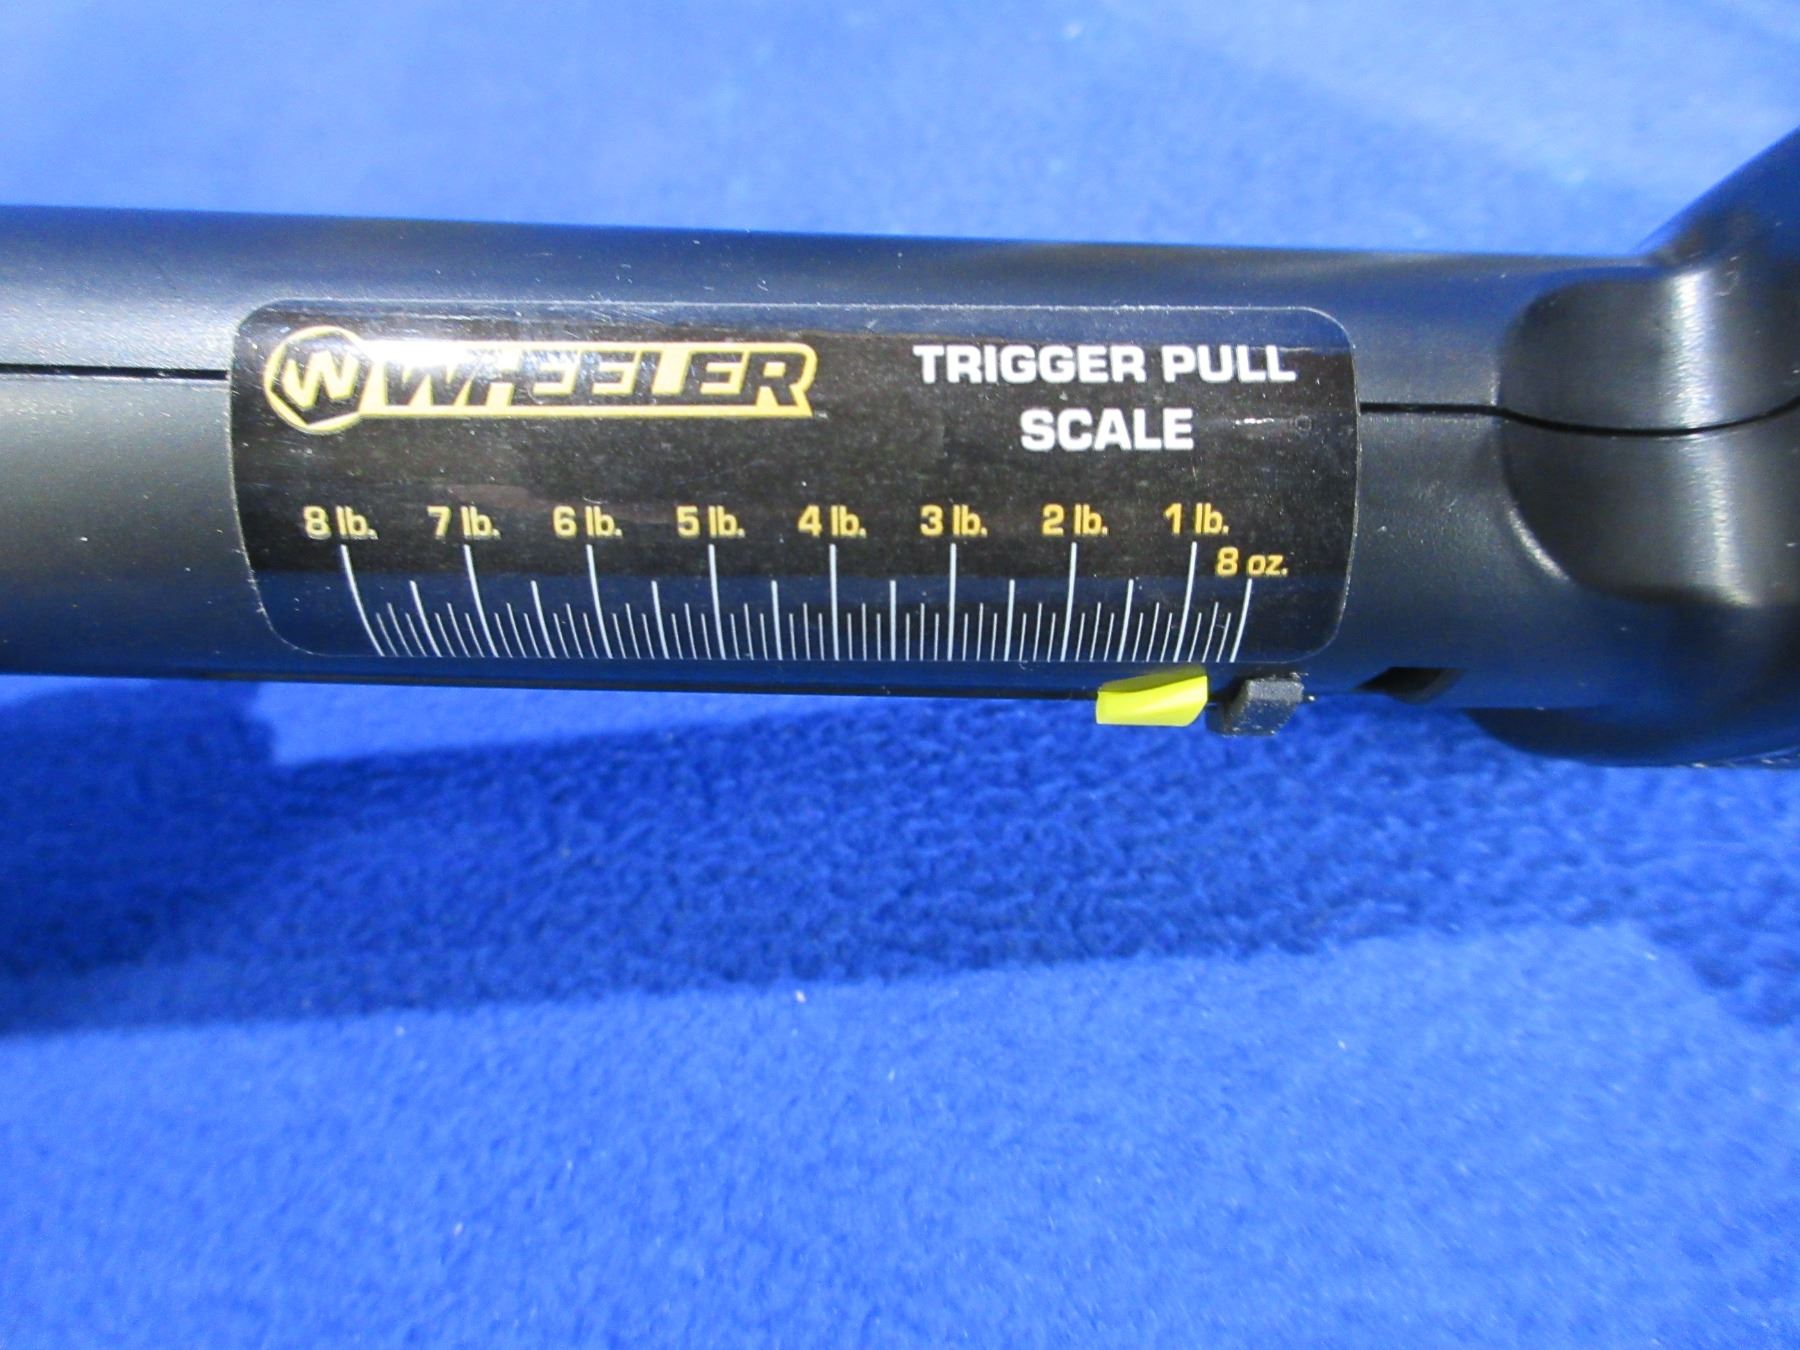 W WHEELER
TRIGGER PULL
SCALE
8 lb. 7 lb. 6 lb. 5 lb. 4 lb. 3 lb. 2 lb. 1 lb.
8 oz.